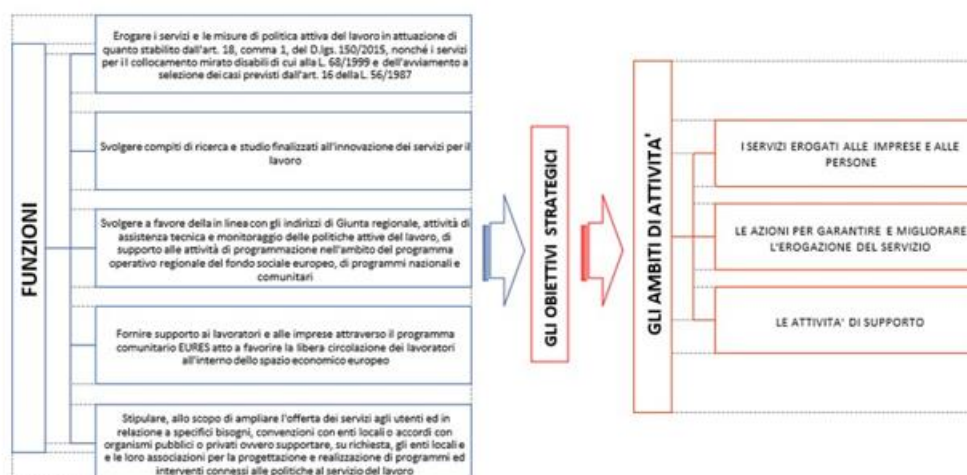 FUNZIONI
Erogare i servizi e le misure di politica attiva del lavoro in attuazione di
quanto stabilito dall'art. 18, comma 1, del D.lgs. 150/2015, nonché i servizi
per il collocamento mirato disabili di cui alla L. 68/1999 e dell'avviamento a
selezione dei casi previsti dall'art. 16 della L. 56/1987
Svolgere compiti di ricerca e studio finalizzati all'innovazione dei servizi per il
lavoro
Svolgere a favore della in linea con gli indirizzi di Giunta regionale, attività di
assistenza tecnica e monitoraggio delle politiche attive del lavoro, di
supporto alle attività di programmazione nell'ambito del programma
operativo regionale del fondo sociale europeo, di programmi nazionali e
comunitari
Fornire supporto ai lavoratori e alle imprese attraverso il programma
comunitario EURES atto a favorire la libera circolazione dei lavoratori
all'interno dello spazio economico europeo
Stipulare, allo scopo di ampliare l'offerta dei servizi agli utenti ed in
relazione a specifici bisogni, convenzioni con enti locali o accordi con
organismi pubblici o privati ovvero supportare, su richiesta, gli enti locali e
e le loro associazioni per la progettazione e realizzazione di programmi ed
interventi connessi alle politiche al servizio del lavoro
GLI OBIETTIVI STRATEGICI
GLI AMBITI DI ATTIVITA'
I SERVIZI EROGATI ALLE IMPRESE E ALLE
PERSONE
LE AZIONI PER GARANTIRE E MIGLIORARE
L'EROGAZIONE DEL SERVIZIO
LE ATTIVITA' DI SUPPORTO